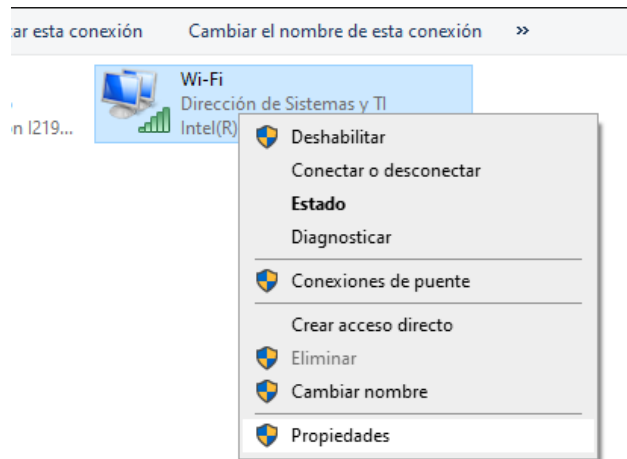 ar esta conexión Cambiar el nombre de esta conexión »
Wi-Fi
Dirección de Sistemas y TI
ón I219... Intel(R)
Deshabilitar
Conectar o desconectar
Estado
Diagnosticar
Conexiones de puente
Crear acceso directo
Eliminar
Cambiar nombre
Propiedades